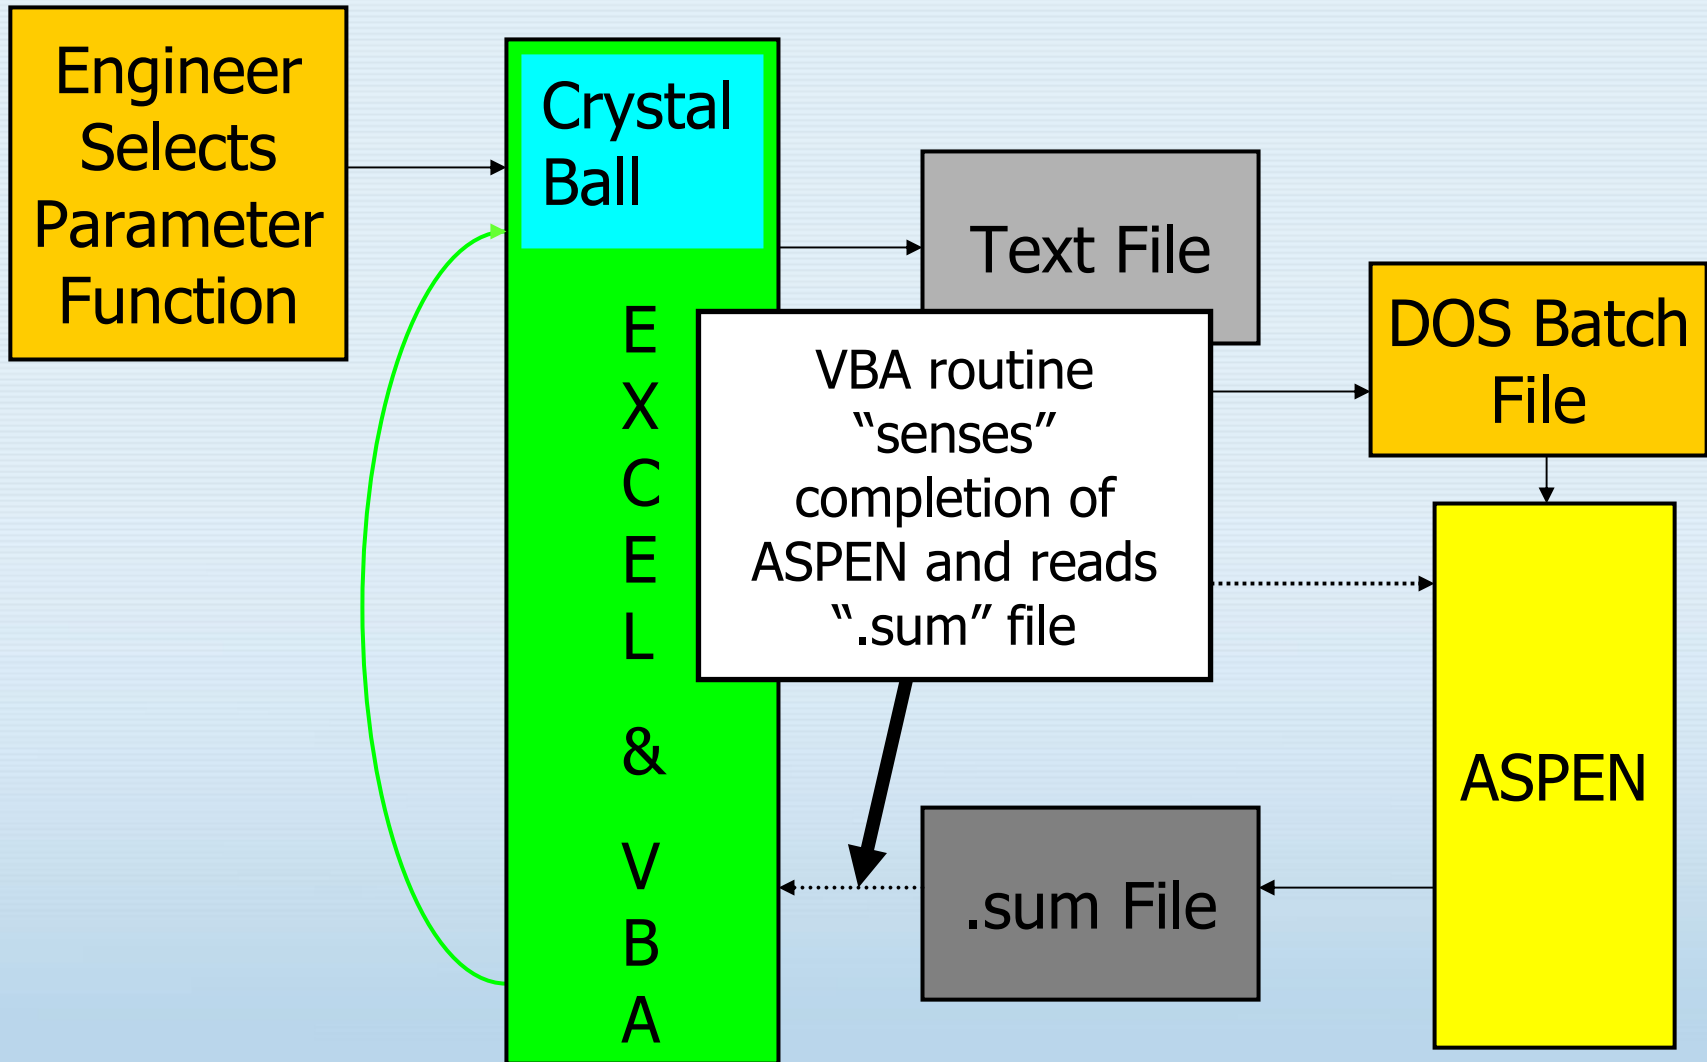 Engineer
Selects
Parameter
Function
Crystal
Ball
E
X
C
E
L
&
V
B
A
Text File
VBA routine
“senses”
completion of
ASPEN and reads
“.sum” file
DOS Batch
File
ASPEN
.sum File